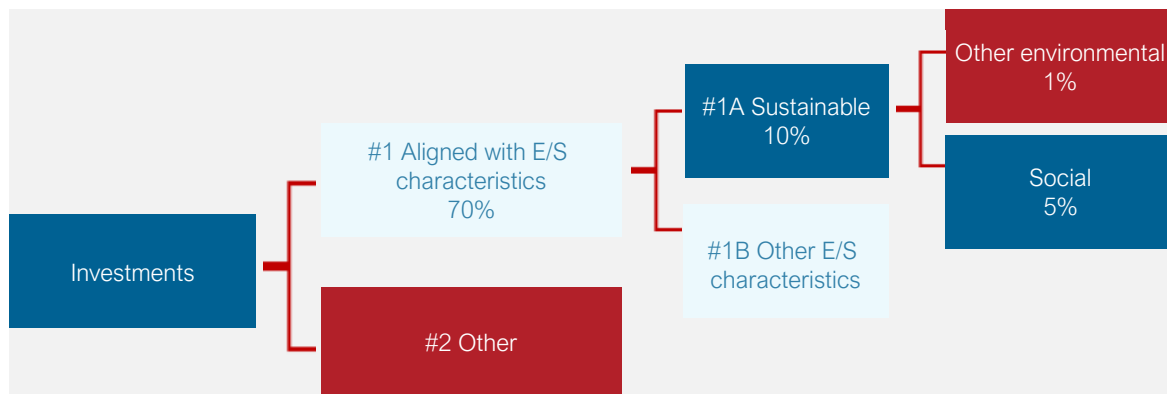 Investments
#1 Aligned with E/S
characteristics
70%
#2 Other
#1A Sustainable
10%
#1B Other E/S
characteristics
Other environmental
1%
Social
5%